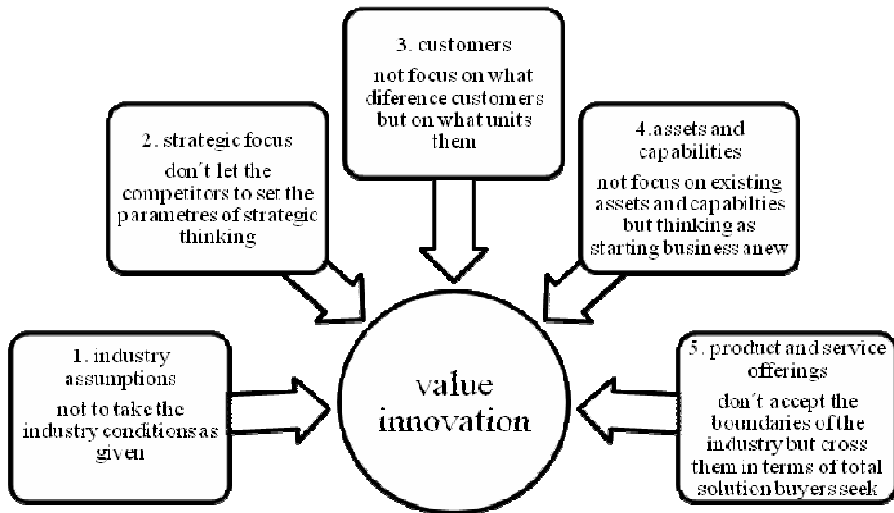 1. industry
assumptions
not to take the
industry conditions as
given
2. strategic focus
don´t let the
competitors to set the
parametres of strategic
thinking
3. customers
not focus on what
diference customers
but on what units
them
4.assets and
capabilities
not focus on existing
assets and capabilties
but thinking as
starting business anew
5. product and service
offerings
don´t accept the
boundaries of the
industry but cross
them in terms of total
solution buyers seek
value
innovation